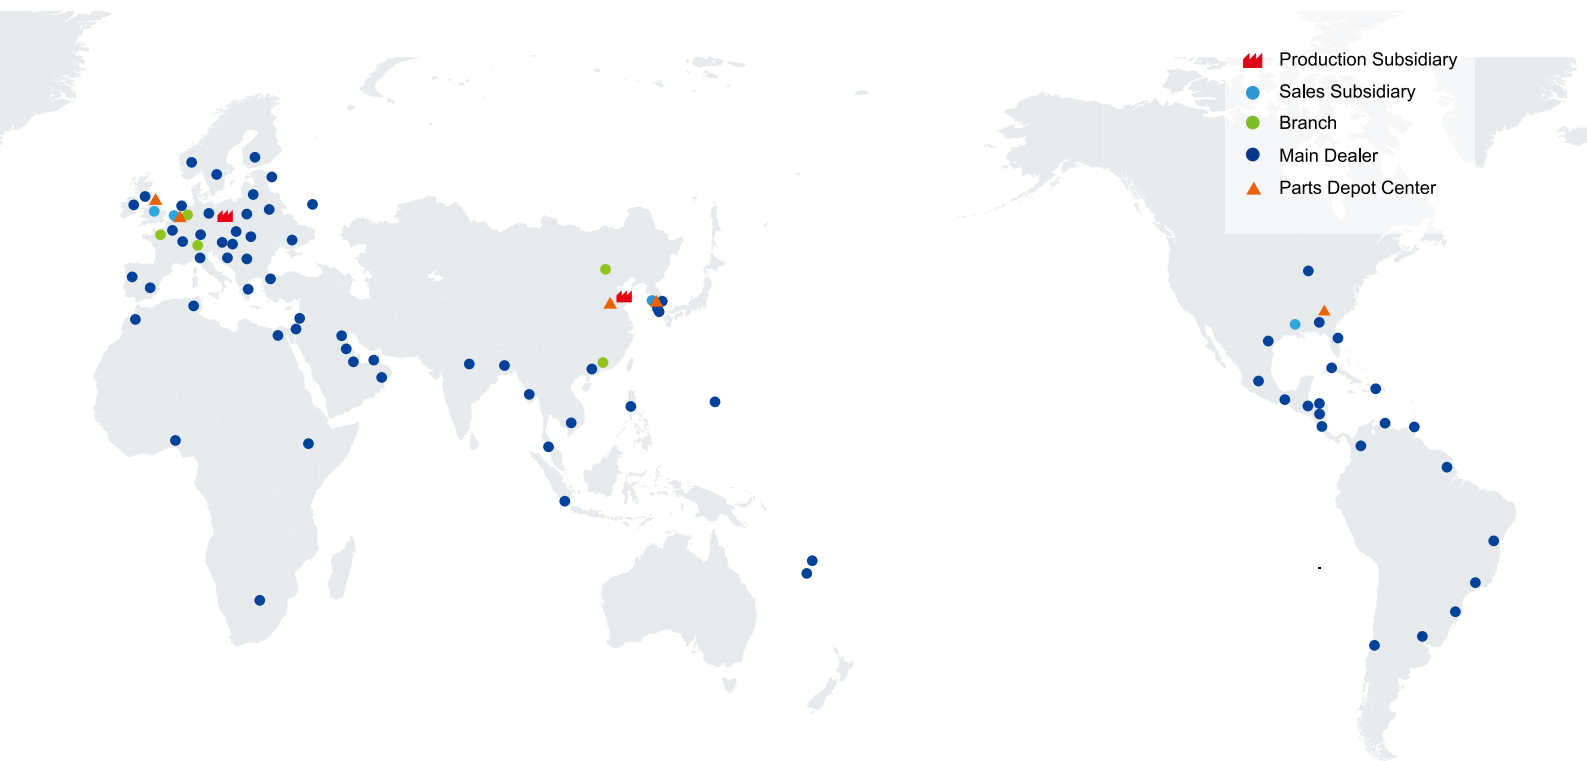 Production Subsidiary
Sales Subsidiary
Branch
Main Dealer
Parts Depot Center